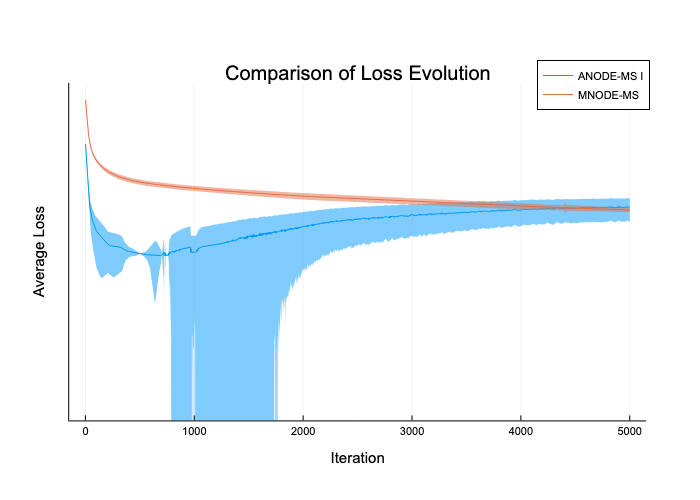 Comparison of Loss Evolution
ANODE-MS I
MNODE-MS
Average Loss
0
1000
2000
3000
4000
5000
Iteration